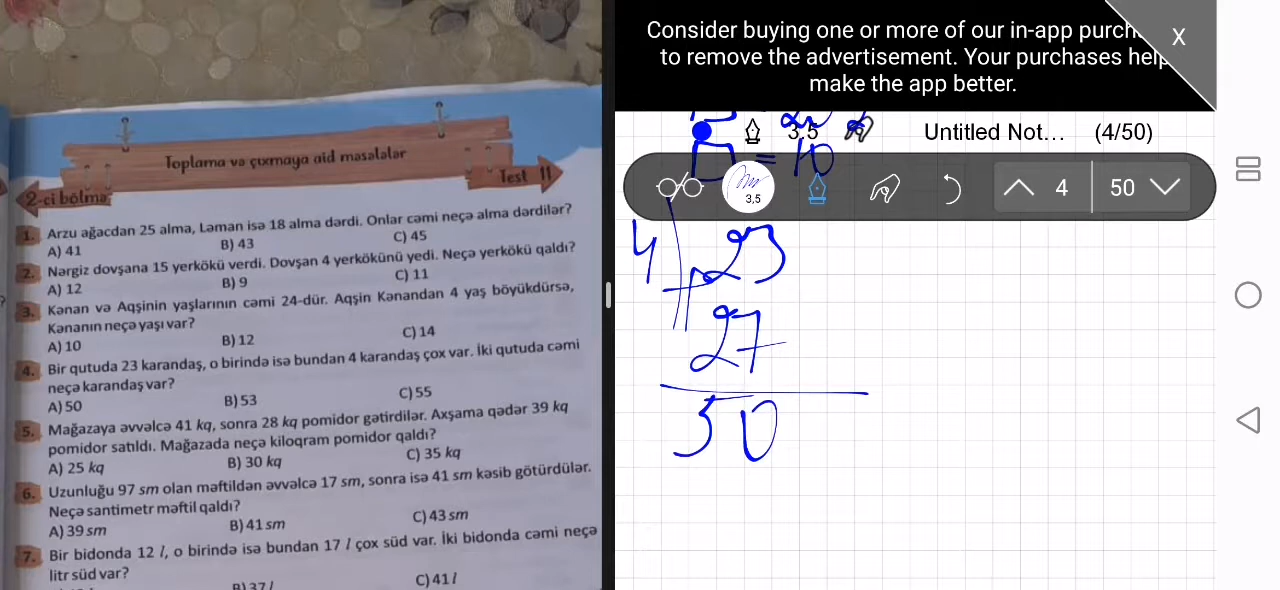 Toplama və çıxmaya aid məsələlər
Test 11
2-ci bölmə
1. Arzu ağacdan 25 alma, Ləman isə 18 alma dərdi. Onlar cəmi neçə alma dərdilər?
A) 41 B) 43 C) 45
2. Nərgiz dovşana 15 yerkökü verdi. Dovşan 4 yerkökünü yedi. Neçə yerkökü qaldı?
A) 12 B) 9 C) 11
3. Kənan və Aqşinin yaşlarının cəmi 24-dür. Aqşin Kənandan 4 yaş böyükdürsə,
Kənanın neçə yaşı var?
A) 10 B) 12 C) 14
4. Bir qutuda 23 karandaş, o birində isə bundan 4 karandaş çox var. İki qutuda cəmi
neçə karandaş var?
A) 50 B) 53 C) 55
5. Mağazaya əvvəlcə 41 kq, sonra 28 kq pomidor gətirdilər. Axşama qədər 39 kq
pomidor satıldı. Mağazada neçə kiloqram pomidor qaldı?
A) 25 kq B) 30 kq C) 35 kq
6. Uzunluğu 97 sm olan məftildən əvvəlcə 17 sm, sonra isə 41 sm kəsib götürdülər.
Neçə santimetr məftil qaldı?
A) 39 sm B) 41 sm C) 43 sm
7. Bir bidonda 12 l, o birində isə bundan 17 l çox süd var. İki bidonda cəmi neçə
litr süd var?
B) 37 l C) 41 l
Consider buying one or more of our in-app
to remove the advertisement. Your purchases help
make the app better.
X
3,5 Untitled Not... (4/50)
= 10
3,5 4 50
4 23
27
50